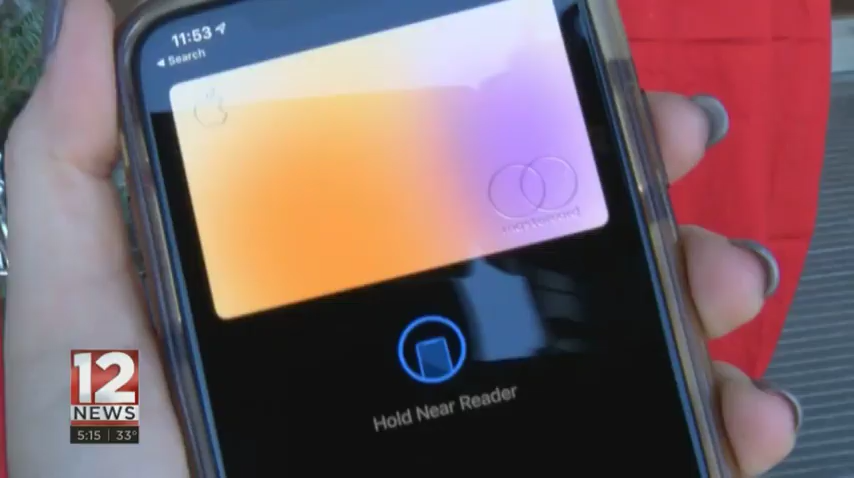 11:53
◀ Search
mastercard
Hold Near Reader
12
NEWS
5:15 | 33°